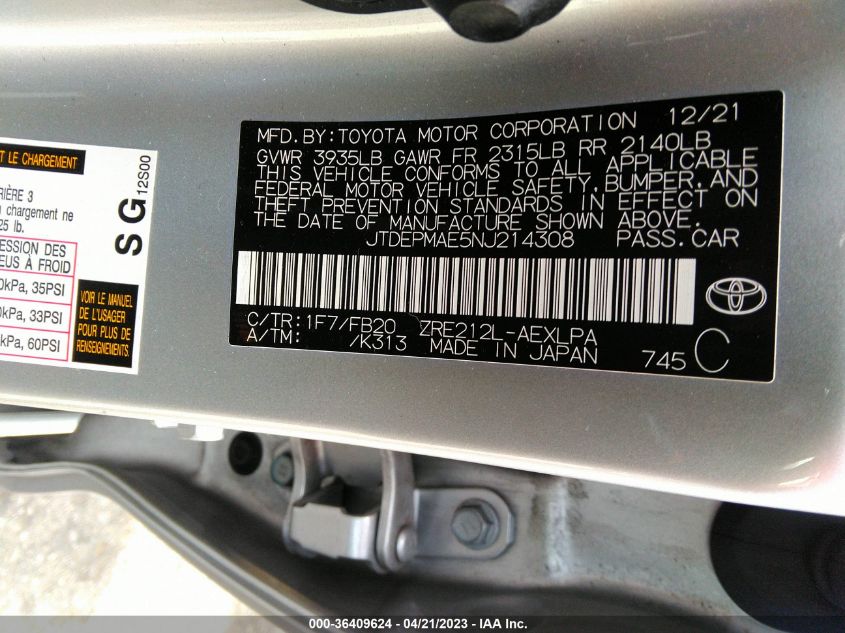 T LE CHARGEMENT
RIÈRE 3
chargement ne
25 lb.
ESSION DES
EUS À FROID
kPa, 35PSI
kPa, 33PSI
kPa, 60PSI
VOIR LE MANUEL
DE L'USAGER
POUR PLUS DE
RENSEIGNEMENTS.
SG 12S00
MFD. BY: TOYOTA MOTOR CORPORATION 12/21
GVWR 3935LB GAWR FR 2315LB RR 2140LB
THIS VEHICLE CONFORMS TO ALL APPLICABLE
FEDERAL MOTOR VEHICLE SAFETY, BUMPER, AND
THEFT PREVENTION STANDARDS IN EFFECT ON
THE DATE OF MANUFACTURE SHOWN ABOVE.
JTDEPMAE5NJ214308 PASS. CAR
C/TR: 1F7/FB20 ZRE212L-AEXLPA
A/TM: /K313 MADE IN JAPAN 745 C
000-36409624 - 04/21/2023 - IAA Inc.